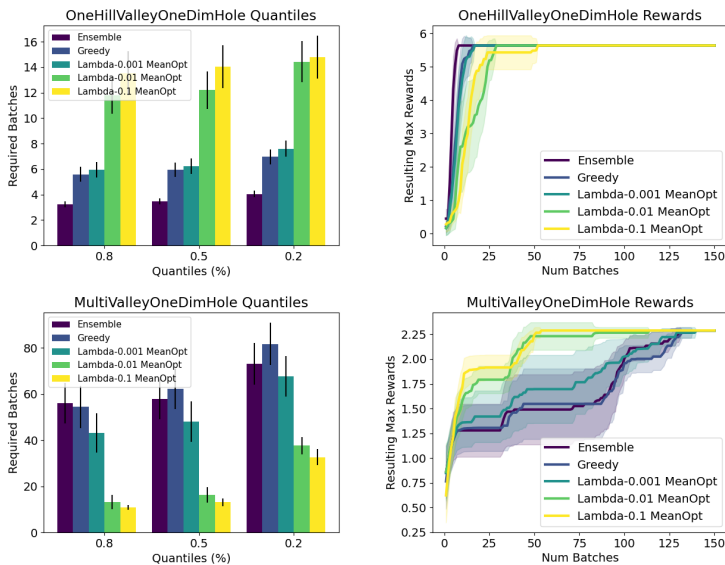 OneHillValleyOneDimHole Quantiles
16
14
12
10
8
6
4
2
0
Required Batches
Ensemble
Greedy
Lambda-0.001 MeanOpt
Lambda-0.01 MeanOpt
Lambda-0.1 MeanOpt
0.8 0.5 0.2
Quantiles (%)
OneHillValleyOneDimHole Rewards
6
5
4
3
2
1
0
Resulting Max Rewards
Ensemble
Greedy
Lambda-0.001 MeanOpt
Lambda-0.01 MeanOpt
Lambda-0.1 MeanOpt
0 25 50 75 100 125 150
Num Batches
MultiValleyOneDimHole Quantiles
80
60
40
20
0
Required Batches
Ensemble
Greedy
Lambda-0.001 MeanOpt
Lambda-0.01 MeanOpt
Lambda-0.1 MeanOpt
0.8 0.5 0.2
Quantiles (%)
MultiValleyOneDimHole Rewards
2.25
2.00
1.75
1.50
1.25
1.00
0.75
0.50
0.25
Resulting Max Rewards
Ensemble
Greedy
Lambda-0.001 MeanOpt
Lambda-0.01 MeanOpt
Lambda-0.1 MeanOpt
0 25 50 75 100 125 150
Num Batches